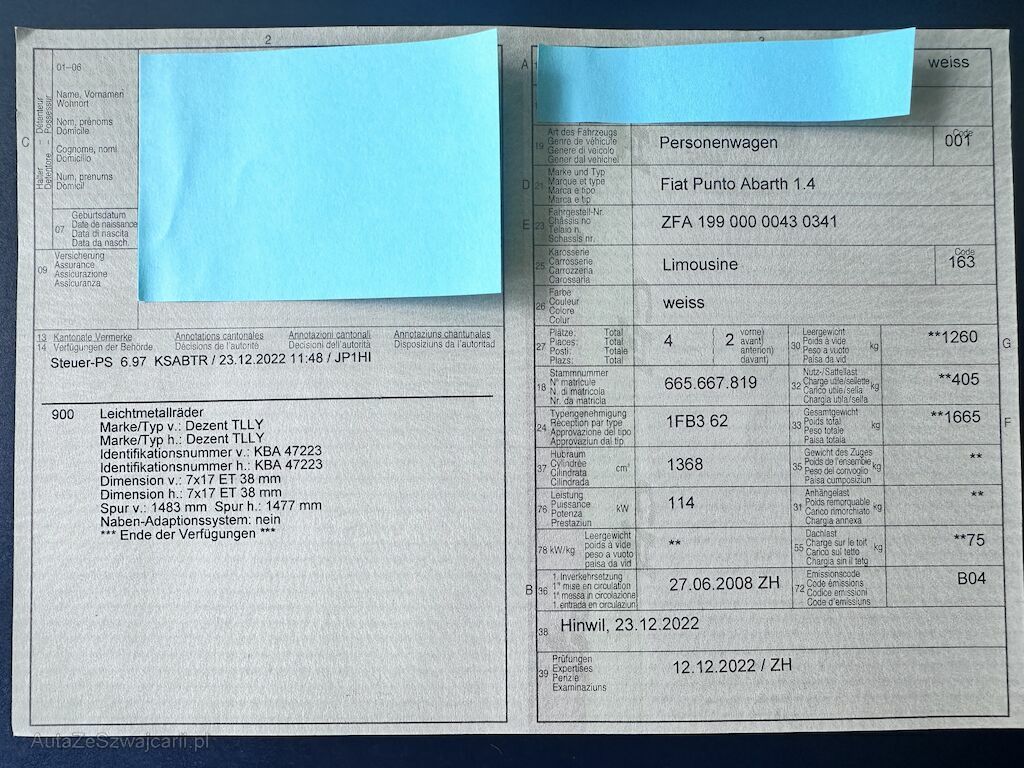 2
01–06
Name, Vornamen
Wohnort
Nom, prénoms
Domicile
Cognome, nomi
Domicilio
Num, prenums
Domicil
C
Halter Détenteur
Detentore Possessur
07
Geburtsdatum
Date de naissance
Data di nascita
Data da nasch.
09
Versicherung
Assurance
Assicurazione
Assicuranza
13 Kantonale Vermerke Annotations cantonales Annotazioni cantonali Annotaziuns chantunalas
14 Verfügungen der Behörde Décisions de l'autorité Decisioni dell'autorità Disposiziuns da l'autoritad
Steuer-PS 6.97 KSABTR / 23.12.2022 11:48 / JP1HI
900 Leichtmetallräder
Marke/Typ v.: Dezent TLLY
Marke/Typ h.: Dezent TLLY
Identifikationsnummer v.: KBA 47223
Identifikationsnummer h.: KBA 47223
Dimension v.: 7x17 ET 38 mm
Dimension h.: 7x17 ET 38 mm
Spur v.: 1483 mm Spur h.: 1477 mm
Naben-Adaptionssystem: nein
*** Ende der Verfügungen ***
A
weiss
19
Art des Fahrzeugs
Genre de véhicule
Genere di veicolo
Gener dal vehichel
Personenwagen
Code
001
D
21
Marke und Typ
Marque et type
Marca e tipo
Marca e tip
Fiat Punto Abarth 1.4
E
23
Fahrgestell-Nr.
Châssis no
Telaio n.
Schassis nr.
ZFA 199 000 0043 0341
25
Karosserie
Carrosserie
Carrozzeria
Carossaria
Limousine
Code
163
26
Farbe
Couleur
Colore
Colur
weiss
27
Plätze: Total
Places: Total
Posti: Totale
Plazs: Total
4
( vorne)
( avant)
anterion)
davant)
2
30
Leergewicht
Poids à vide
Peso a vuoto
Paisa da vid
kg
**1260
G
18
Stammnummer
N° matricule
N. di matricola
Nr. da matricla
665.667.819
32
Nutz-/Sattellast
Charge utile/sellette
Carico utile/sella
Chargia utila/sella
kg
**405
24
Typengenehmigung
Réception par type
Approvazione del tipo
Approvaziun dal tip
1FB3 62
33
Gesamtgewicht
Poids total
Peso totale
Paisa totala
kg
**1665
F
37
Hubraum
Cylindrée
Cilindrata
Cilindrada
cm³
1368
35
Gewicht des Zuges
Poids de l'ensemble
Peso del convoglio
Paisa cumposiziun
kg
**
76
Leistung
Puissance
Potenza
Prestaziun
kW
114
31
Anhängelast
Poids remorquable
Carico rimorchiato
Chargia annexa
kg
**
78 kW/kg
Leergewicht
poids à vide
peso a vuoto
paisa da vid
**
55
Dachlast
Charge sur le toit
Carico sul tetto
Chargia sin il tetg
kg
**75
B
36
1. Inverkehrsetzung
1re mise en circulation
1a messa in circolazione
1. entrada en circulaziun
27.06.2008 ZH
72
Emissionscode
Code émissions
Codice emissioni
Code d'emissiuns
B04
38
Hinwil, 23.12.2022
39
Prüfungen
Expertises
Perizie
Examinaziuns
12.12.2022 / ZH
AutaZeSzwajcarii.pl